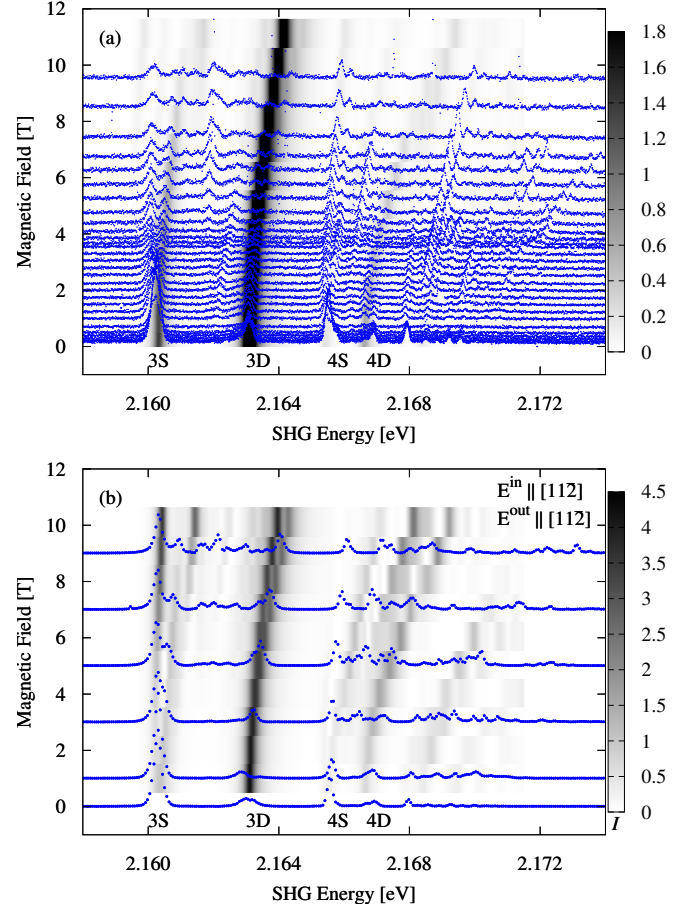 12
(a)
10
8
6
4
2
0
Magnetic Field [T]
3S 3D 4S 4D
2.160 2.164 2.168 2.172
SHG Energy [eV]
1.8
1.6
1.4
1.2
1
0.8
0.6
0.4
0.2
0
12
(b)
10
8
6
4
2
0
Magnetic Field [T]
E^in ∥ [112̄]
E^out ∥ [112̄]
3S 3D 4S 4D
2.160 2.164 2.168 2.172
SHG Energy [eV]
4.5
4
3.5
3
2.5
2
1.5
1
0.5
0
I